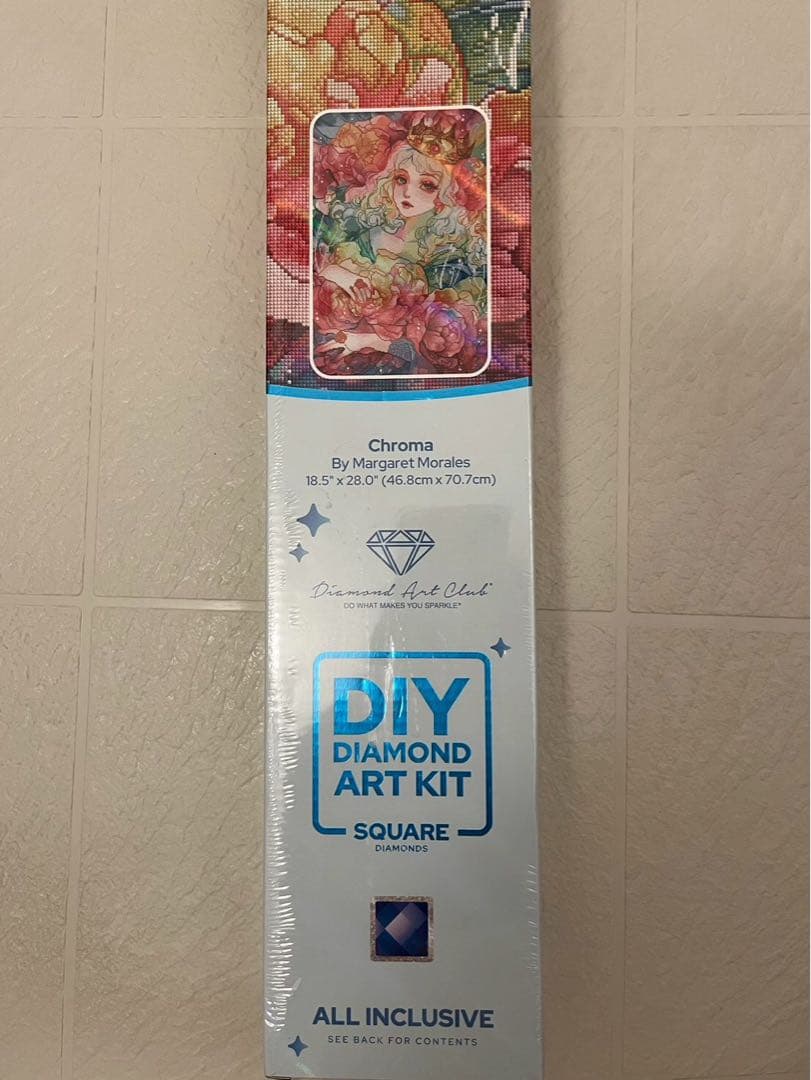 Chroma
By Margaret Morales
18.5" x 28.0" (46.8cm x 70.7cm)
Diamond Art Club®
DO WHAT MAKES YOU SPARKLE®
DIY
DIAMOND
ART KIT
SQUARE
DIAMONDS
ALL INCLUSIVE
SEE BACK FOR CONTENTS